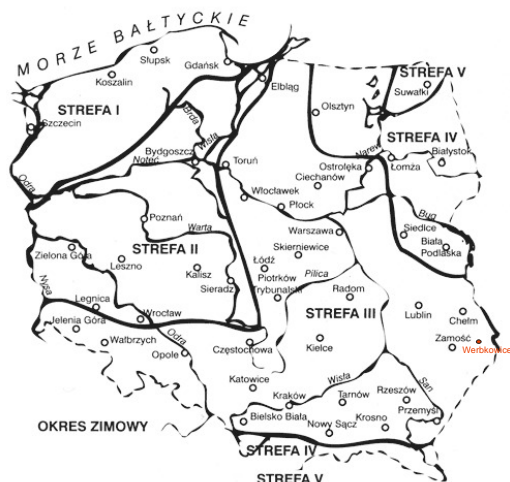 MORZE BAŁTYCKIE
Słupsk
Koszalin
Gdańsk
Elbląg
STREFA V
Suwałki
STREFA I
Szczecin
Olsztyn
STREFA IV
Białystok
Brda
Wisła
Bydgoszcz
Noteć
Toruń
Narew
Ostrołęka
Łomża
Ciechanów
Odra
Włocławek
Płock
Bug
Poznań
Warta
Warszawa
Siedlce
Biała
Podlaska
Skierniewice
STREFA II
Zielona Góra
Leszno
Kalisz
Sieradz
Łódź
Piotrków
Trybunalski
Pilica
Nysa
Legnica
Wrocław
Radom
Lublin
Chełm
STREFA III
Jelenia Góra
Wałbrzych
Odra
Opole
Częstochowa
Kielce
Zamość
Werbkowice
Katowice
Wisła
San
Kraków
Tarnów
Rzeszów
Przemyśl
Bielsko Biała
Nowy Sącz
Krosno
OKRES ZIMOWY
STREFA IV
STREFA V